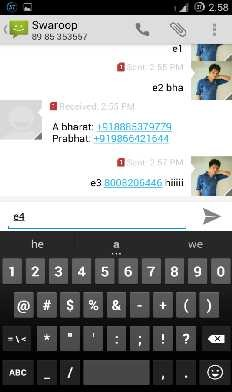 2:58
Swaroop
89 85 353557
e1
Sent: 2:55 PM
e2 bha
Received: 2:55 PM
A bharat: +918885379779
Prabhat: +919866421644
Sent: 2:57 PM
e3 8008206446 hiiiii
e4
he a we
1 2 3 4 5 6 7 8 9 0
@ # $ % & - + ( )
= \ < * " ' : ; ! ?
ABC _ / , .